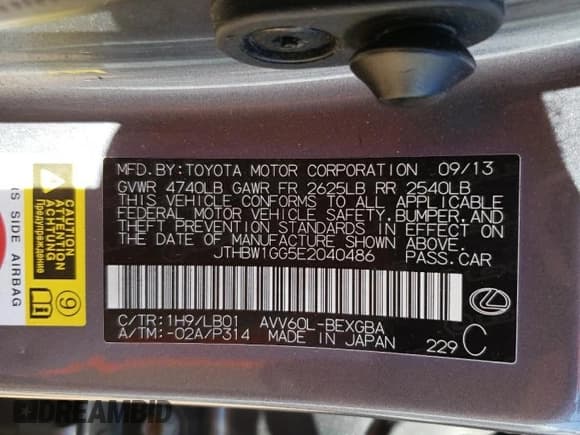 MFD.BY:TOYOTA MOTOR CORPORATION 09/13
GVWR 4740LB GAWR FR 2625LB RR 2540LB
THIS VEHICLE CONFORMS TO ALL APPLICABLE
FEDERAL MOTOR VEHICLE SAFETY, BUMPER, AND
THEFT PREVENTION STANDARDS IN EFFECT ON THE
DATE OF MANUFACTURE SHOWN ABOVE.
JTHBW1GG5E2040486 PASS.CAR
C/TR:1H9/LB01 AVV60L-BEXGBA
A/TM:-02A/P314 MADE IN JAPAN 229 C
CAUTION
ATTENTION
ACHTUNG
Предупреждение
S SIDE AIRBAG
9
DREAMBID